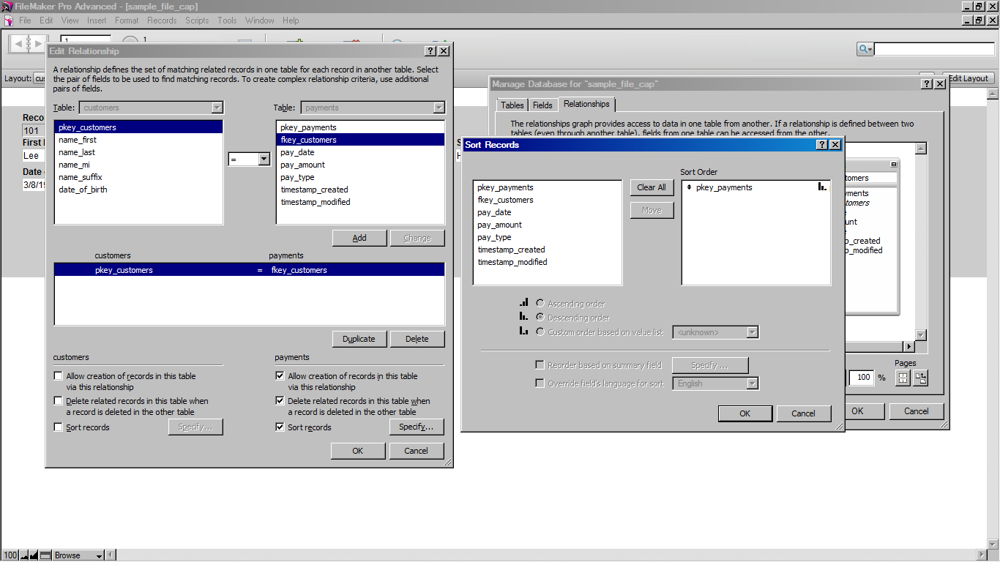 FileMaker Pro Advanced - [sample_file_cap]
File Edit View Insert Format Records Scripts Tools Window Help
1
1
Layout: cus
Edit Layout
Edit Relationship
A relationship defines the set of matching related records in one table for each record in another table. Select
the pair of fields to be used to find matching records. To create complex relationship criteria, use additional
pairs of fields.
Table: customers
Table: payments
pkey_customers
name_first
name_last
name_mi
name_suffix
date_of_birth
=
pkey_payments
fkey_customers
pay_date
pay_amount
pay_type
timestamp_created
timestamp_modified
Add
Change
customers payments
pkey_customers = fkey_customers
Duplicate
Delete
customers
Allow creation of records in this table
via this relationship
Delete related records in this table when
a record is deleted in the other table
Sort records
Specify...
payments
Allow creation of records in this table
via this relationship
Delete related records in this table when
a record is deleted in the other table
Sort records
Specify...
OK
Cancel
Reco
101
First
Lee
Date
3/8/19
Manage Database for "sample_file_cap"
Tables
Fields
Relationships
The relationships graph provides access to data in one table from another. If a relationship is defined between two
tables (even through another table), fields from one table can be accessed from the other.
Sort Records
pkey_payments
fkey_customers
pay_date
pay_amount
pay_type
timestamp_created
timestamp_modified
Clear All
Move
Sort Order
pkey_payments
Ascending order
Descending order
Custom order based on value list
<unknown>
Reorder based on summary field
Specify ...
Override field's language for sort
English
OK
Cancel
tomers
yments
ustomers
unt
p_created
p_modified
Pages
100 %
OK
Cancel
100
Browse